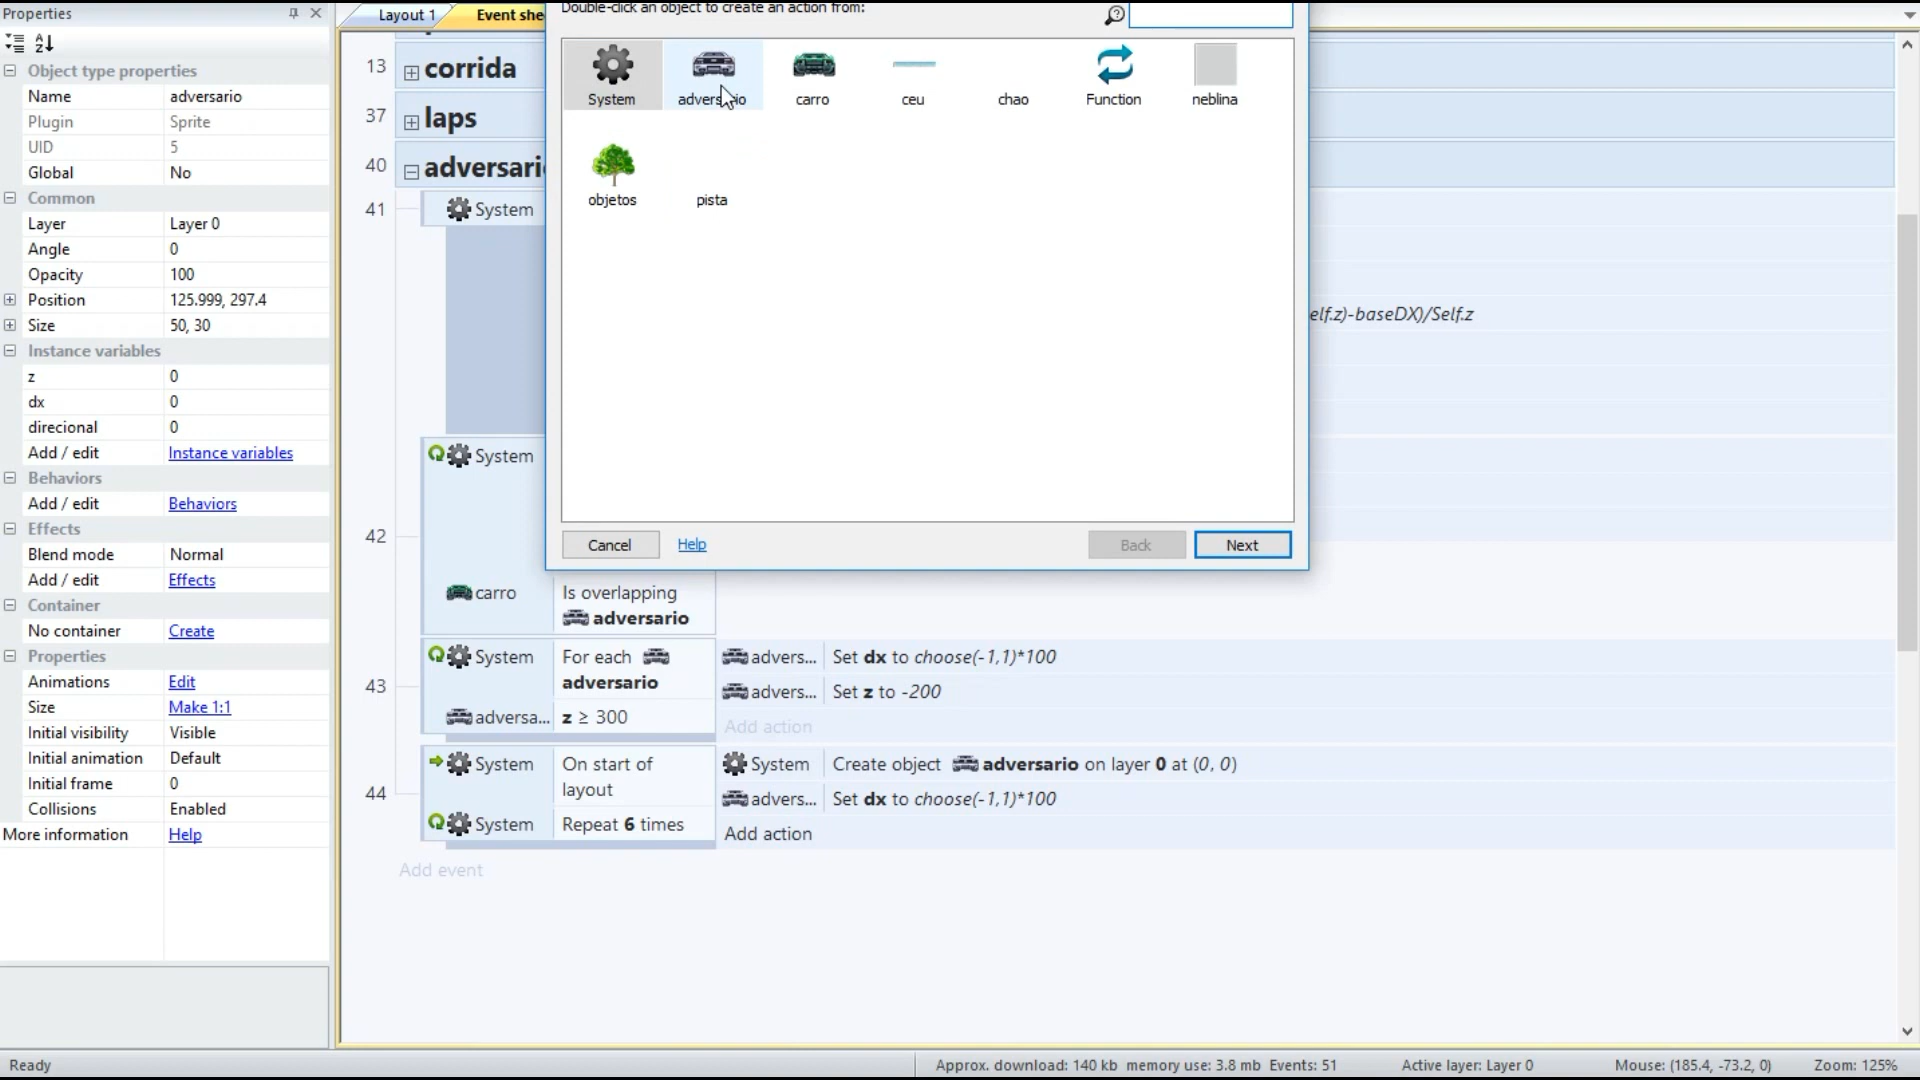 Properties
Object type properties
Name adversario
Plugin Sprite
UID 5
Global No
Common
Layer Layer 0
Angle 0
Opacity 100
Position 125.999, 297.4
Size 50, 30
Instance variables
z 0
dx 0
direcional 0
Add / edit Instance variables
Behaviors
Add / edit Behaviors
Effects
Blend mode Normal
Add / edit Effects
Container
No container Create
Properties
Animations Edit
Size Make 1:1
Initial visibility Visible
Initial animation Default
Initial frame 0
Collisions Enabled
More information Help
Layout 1 Event she
Double-click an object to create an action from:
System adversario carro ceu chao Function neblina
objetos pista
Cancel Help Back Next
13 corrida
37 laps
40 adversari
41 System
elf.z)-baseDX)/Self.z
42 System
carro Is overlapping
adversario
43 System For each
adversario
adversa... z ≥ 300
advers... Set dx to choose(-1,1)*100
advers... Set z to -200
Add action
44 System On start of
layout
System Repeat 6 times
System Create object adversario on layer 0 at (0, 0)
advers... Set dx to choose(-1,1)*100
Add action
Add event
Ready
Approx. download: 140 kb memory use: 3.8 mb Events: 51 Active layer: Layer 0 Mouse: (185.4, -73.2, 0) Zoom: 125%